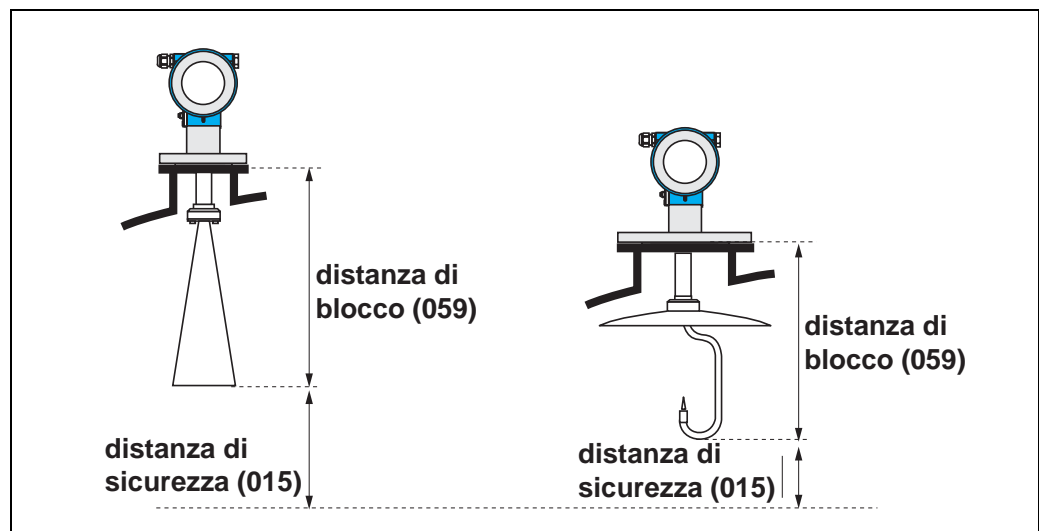 distanza di
blocco (059)
distanza di
sicurezza (015)
distanza di
blocco (059)
distanza di
sicurezza (015)